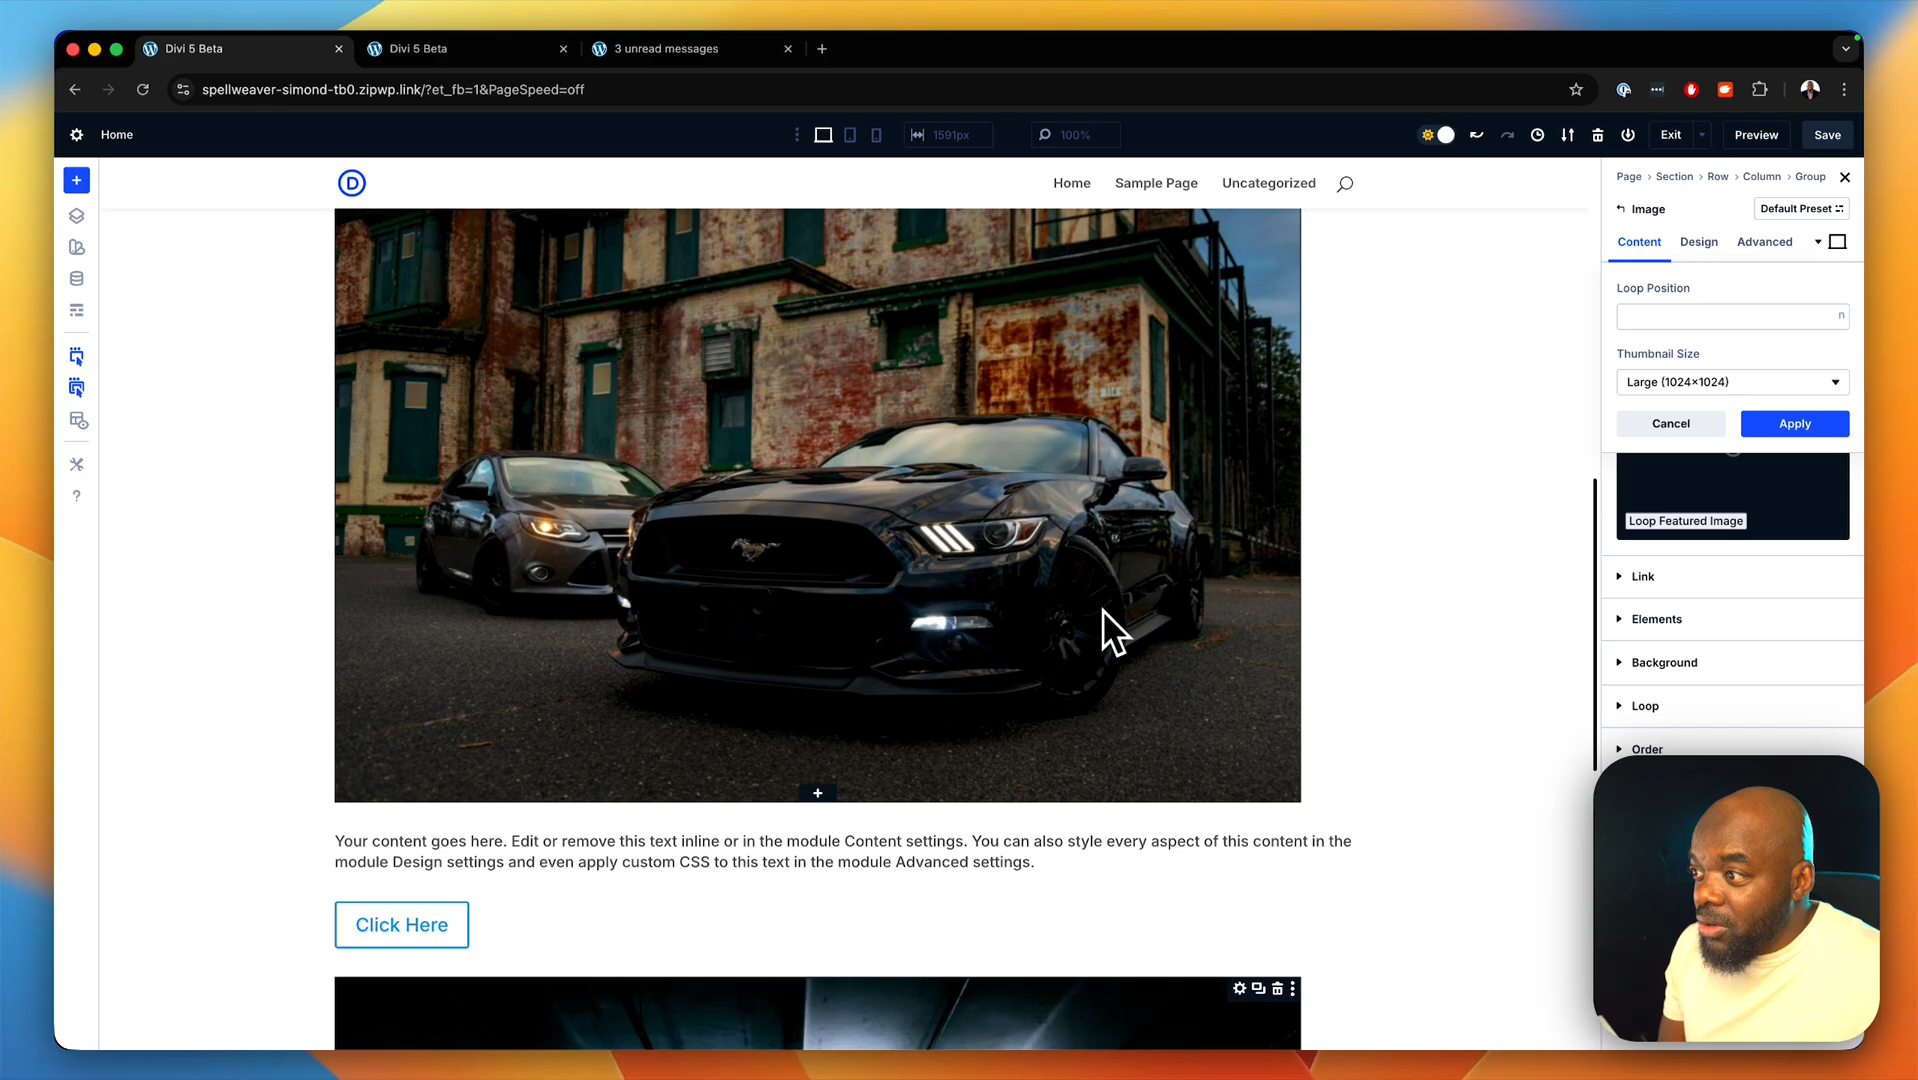 Divi 5 Beta
Divi 5 Beta
3 unread messages
spellweaver-simond-tb0.zipwp.link/?et_fb=1&PageSpeed=off
Home
1591px
100%
Exit
Preview
Save
D
Home
Sample Page
Uncategorized
Page > Section > Row > Column > Group
Image
Default Preset
Content
Design
Advanced
Loop Position
n
Thumbnail Size
Large (1024x1024)
Cancel
Apply
Loop Featured Image
Link
Elements
Background
Loop
Order
Your content goes here. Edit or remove this text inline or in the module Content settings. You can also style every aspect of this content in the
module Design settings and even apply custom CSS to this text in the module Advanced settings.
Click Here